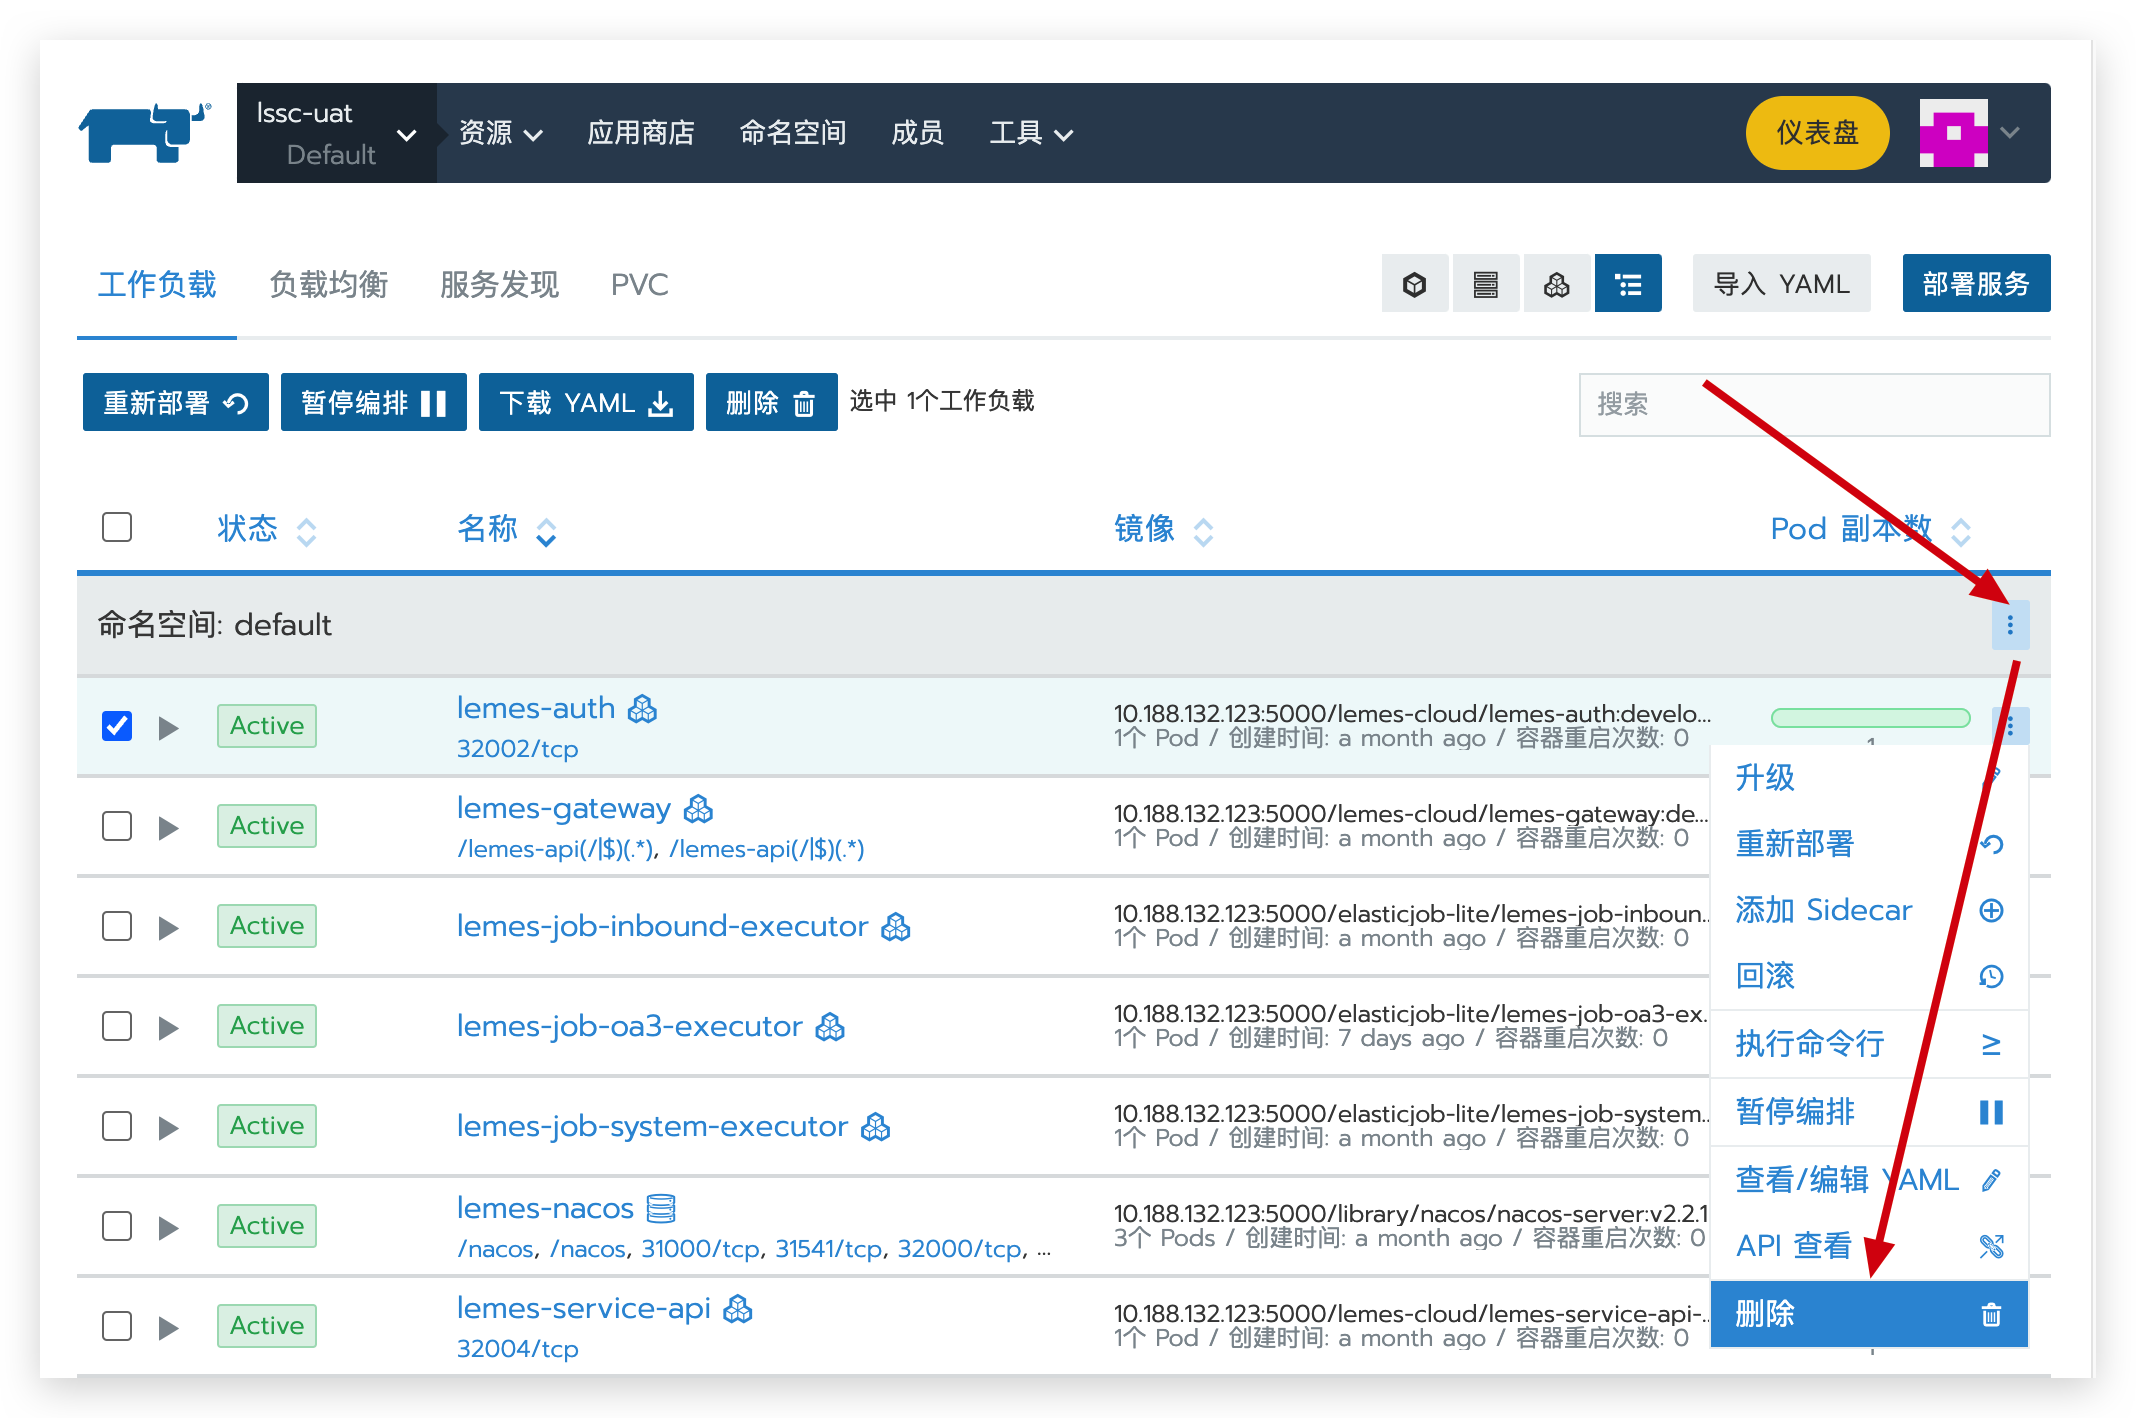 lssc-uat
Default
资源
应用商店
命名空间
成员
工具
仪表盘
工作负载
负载均衡
服务发现
PVC
导入 YAML
部署服务
重新部署
暂停编排
下载 YAML
删除
选中 1个工作负载
搜索
状态
名称
镜像
Pod 副本数
命名空间: default
Active
lemes-auth
32002/tcp
10.188.132.123:5000/lemes-cloud/lemes-auth:develo...
1个 Pod / 创建时间: a month ago / 容器重启次数: 0
1
Active
lemes-gateway
/lemes-api(/|$)(.*), /lemes-api(/|$)(.*)
10.188.132.123:5000/lemes-cloud/lemes-gateway:de...
1个 Pod / 创建时间: a month ago / 容器重启次数: 0
Active
lemes-job-inbound-executor
10.188.132.123:5000/elasticjob-lite/lemes-job-inboun..
1个 Pod / 创建时间: a month ago / 容器重启次数: 0
Active
lemes-job-oa3-executor
10.188.132.123:5000/elasticjob-lite/lemes-job-oa3-ex.
1个 Pod / 创建时间: 7 days ago / 容器重启次数: 0
Active
lemes-job-system-executor
10.188.132.123:5000/elasticjob-lite/lemes-job-system..
1个 Pod / 创建时间: a month ago / 容器重启次数: 0
Active
lemes-nacos
/nacos, /nacos, 31000/tcp, 31541/tcp, 32000/tcp, ...
10.188.132.123:5000/library/nacos/nacos-server:v2.2.1
3个 Pods / 创建时间: a month ago / 容器重启次数: 0
Active
lemes-service-api
32004/tcp
10.188.132.123:5000/lemes-cloud/lemes-service-api-..
1个 Pod / 创建时间: a month ago / 容器重启次数: 0
升级
重新部署
添加 Sidecar
回滚
执行命令行
暂停编排
查看/编辑 YAML
API 查看
删除